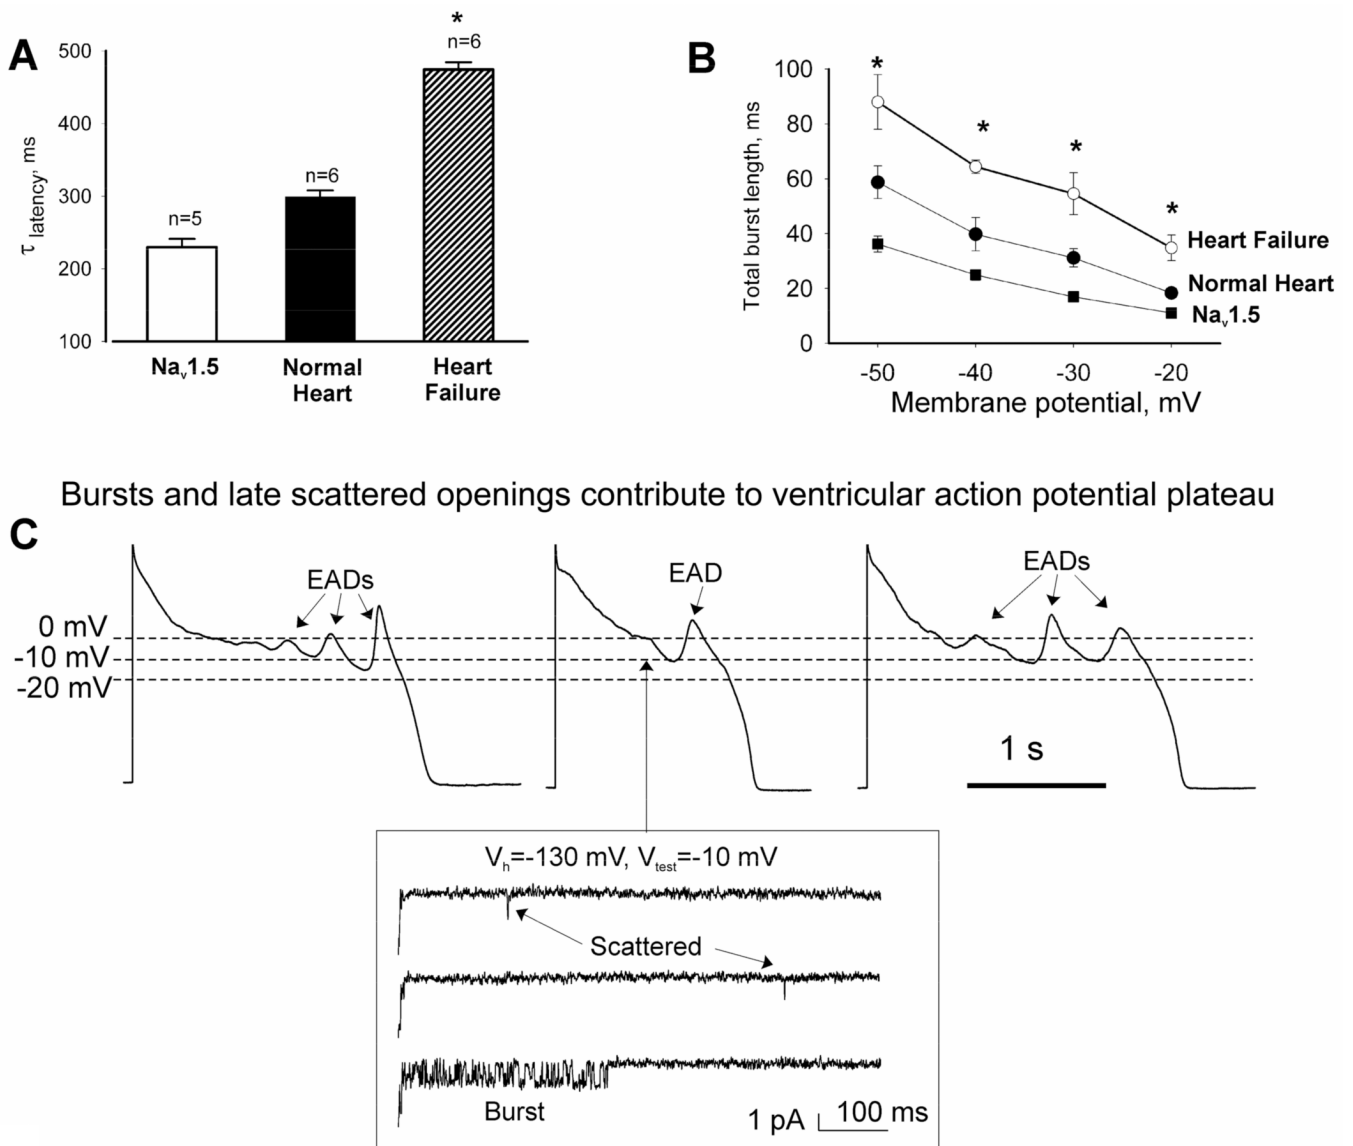 A
*
n=6
500
400
300
200
100
τ latency, ms
n=5
n=6
Nav1.5
Normal
Heart
Heart
Failure
B
Total burst length, ms
100
80
60
40
20
0
*
*
*
*
Heart Failure
Normal Heart
Nav1.5
-50 -40 -30 -20
Membrane potential, mV
Bursts and late scattered openings contribute to ventricular action potential plateau
C
EADs
EAD
EADs
0 mV
-10 mV
-20 mV
1 s
Vh=-130 mV, Vtest=-10 mV
Scattered
Burst
1 pA
100 ms